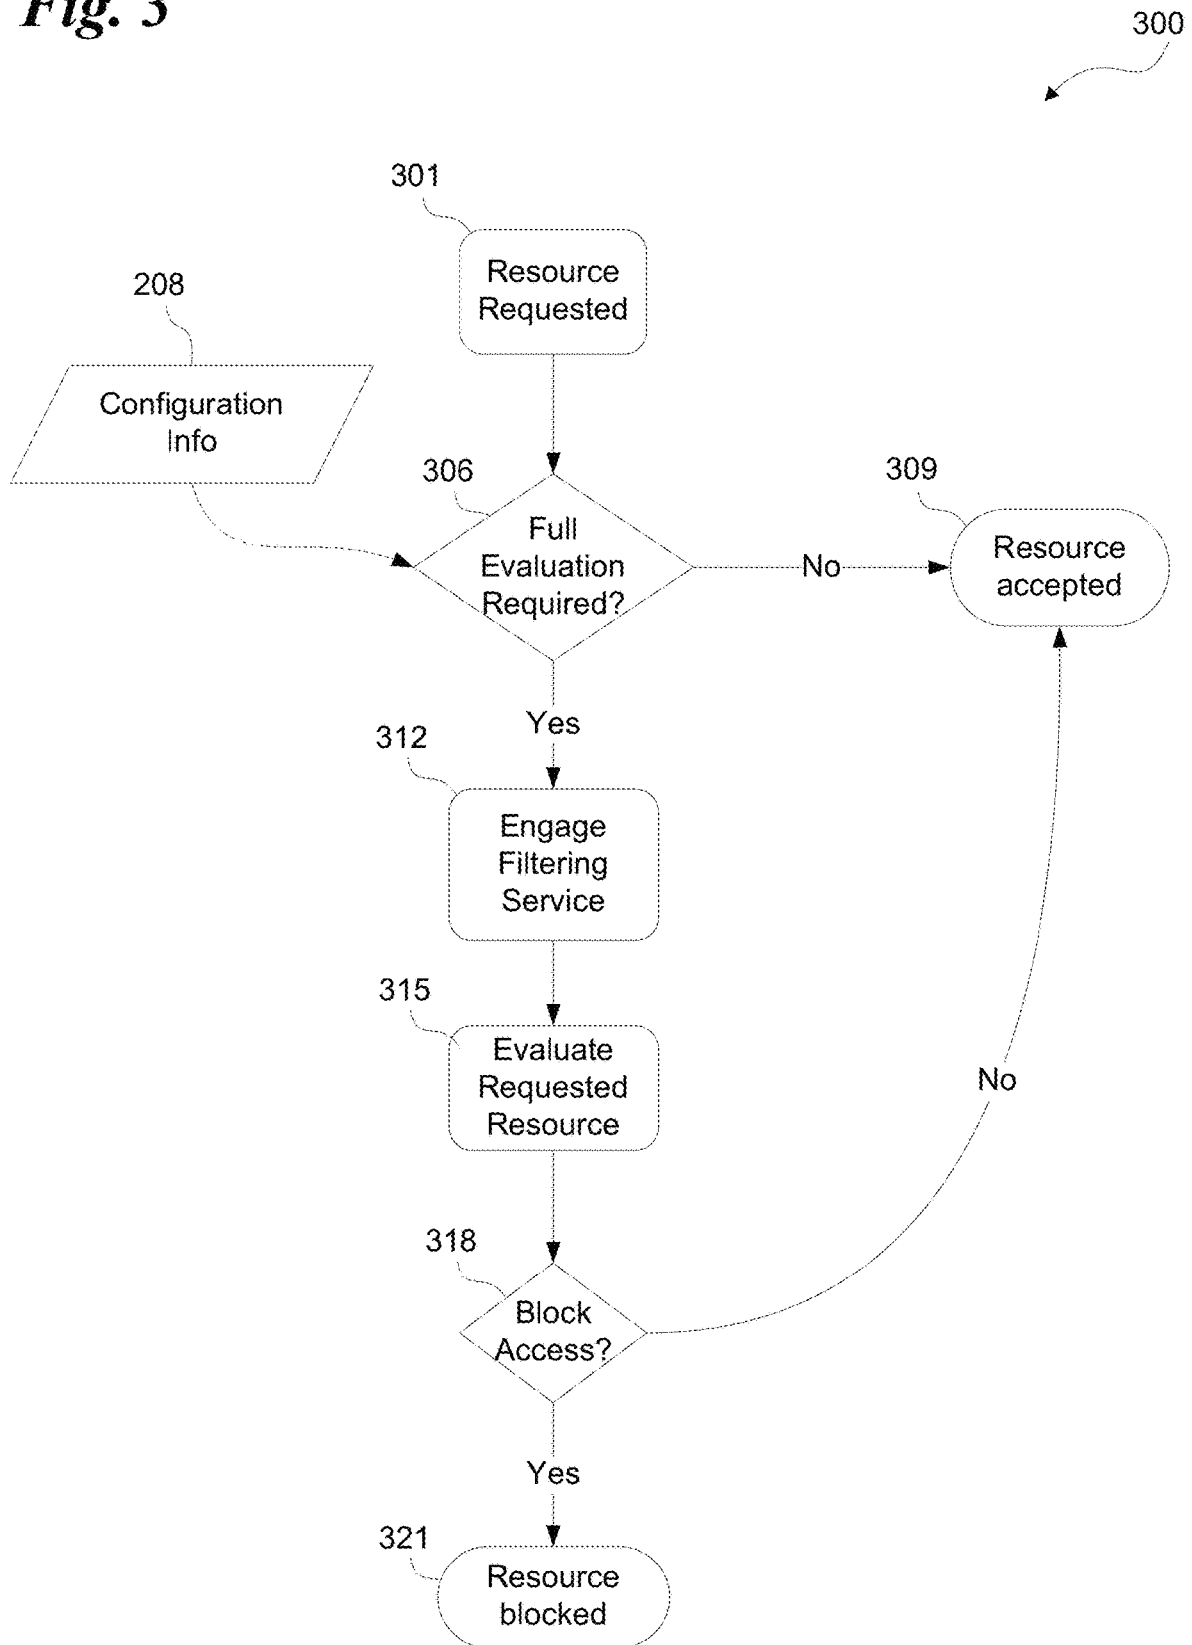 Fig. 3
300
301
Resource
Requested
208
Configuration
Info
306
Full
Evaluation
Required?
No
309
Resource
accepted
Yes
312
Engage
Filtering
Service
315
Evaluate
Requested
Resource
No
318
Block
Access?
Yes
321
Resource
blocked